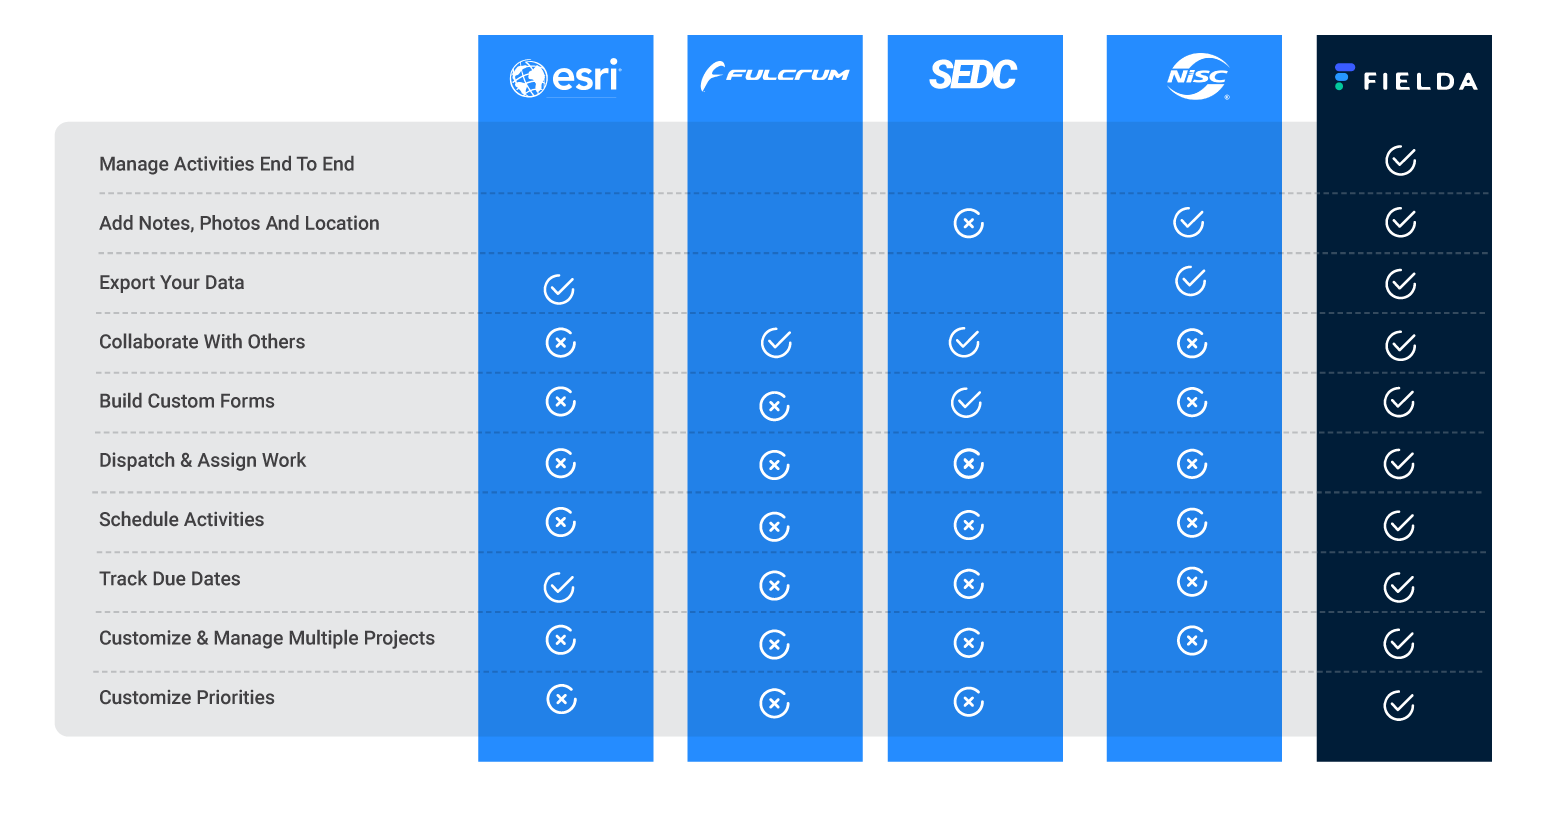 esri
FULCRUM
SEDC
NiSC ®
FIELDA
Manage Activities End To End
Add Notes, Photos And Location
Export Your Data
Collaborate With Others
Build Custom Forms
Dispatch & Assign Work
Schedule Activities
Track Due Dates
Customize & Manage Multiple Projects
Customize Priorities